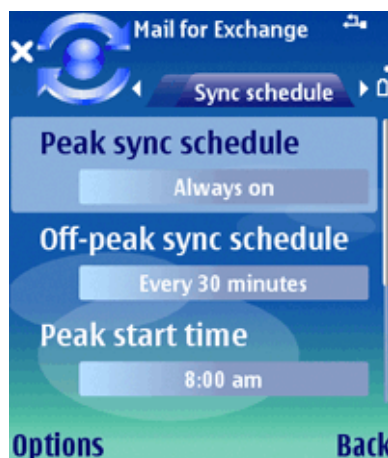 Mail for Exchange
Sync schedule
Peak sync schedule
Always on
Off-peak sync schedule
Every 30 minutes
Peak start time
8:00 am
Options Back